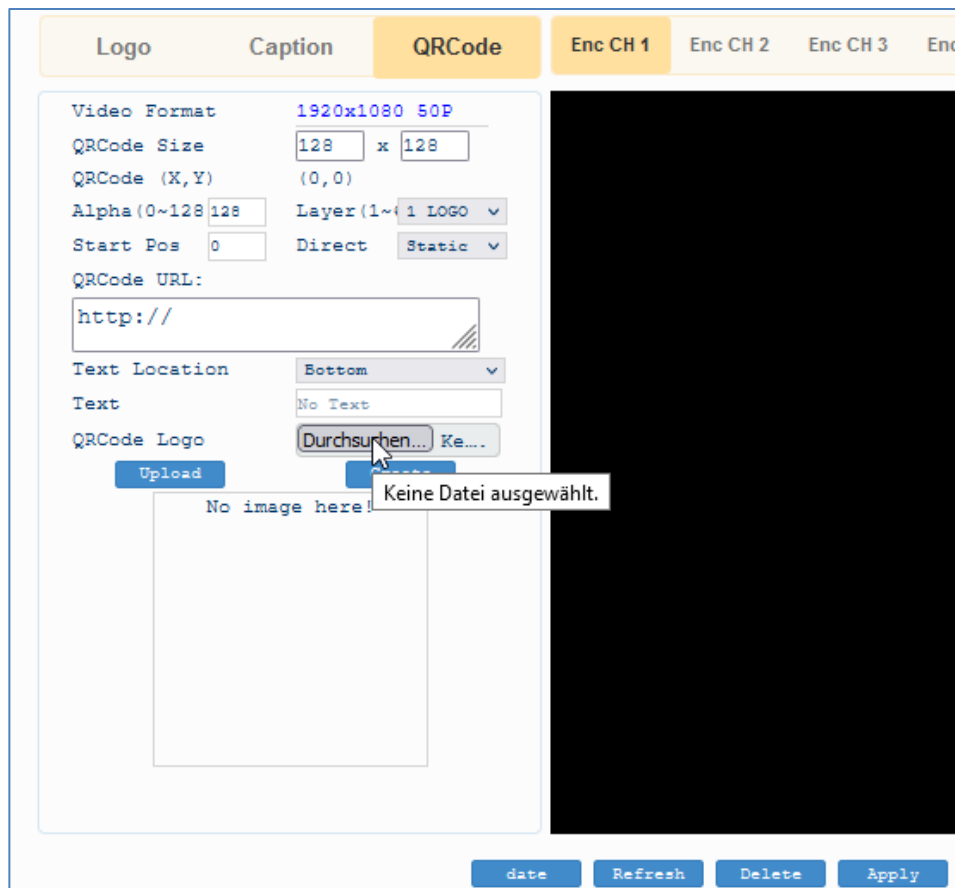 Logo Caption QRCode Enc CH 1 Enc CH 2 Enc CH 3 Enc
Video Format 1920x1080 50P
QRCode Size 128 x 128
QRCode (X,Y) (0,0)
Alpha(0~128 128 Layer(1~ 1 LOGO
Start Pos 0 Direct Static
QRCode URL:
http://
Text Location Bottom
Text No Text
QRCode Logo Durchsuchen... Ke....
Upload
Keine Datei ausgewählt.
No image here!
date Refresh Delete Apply